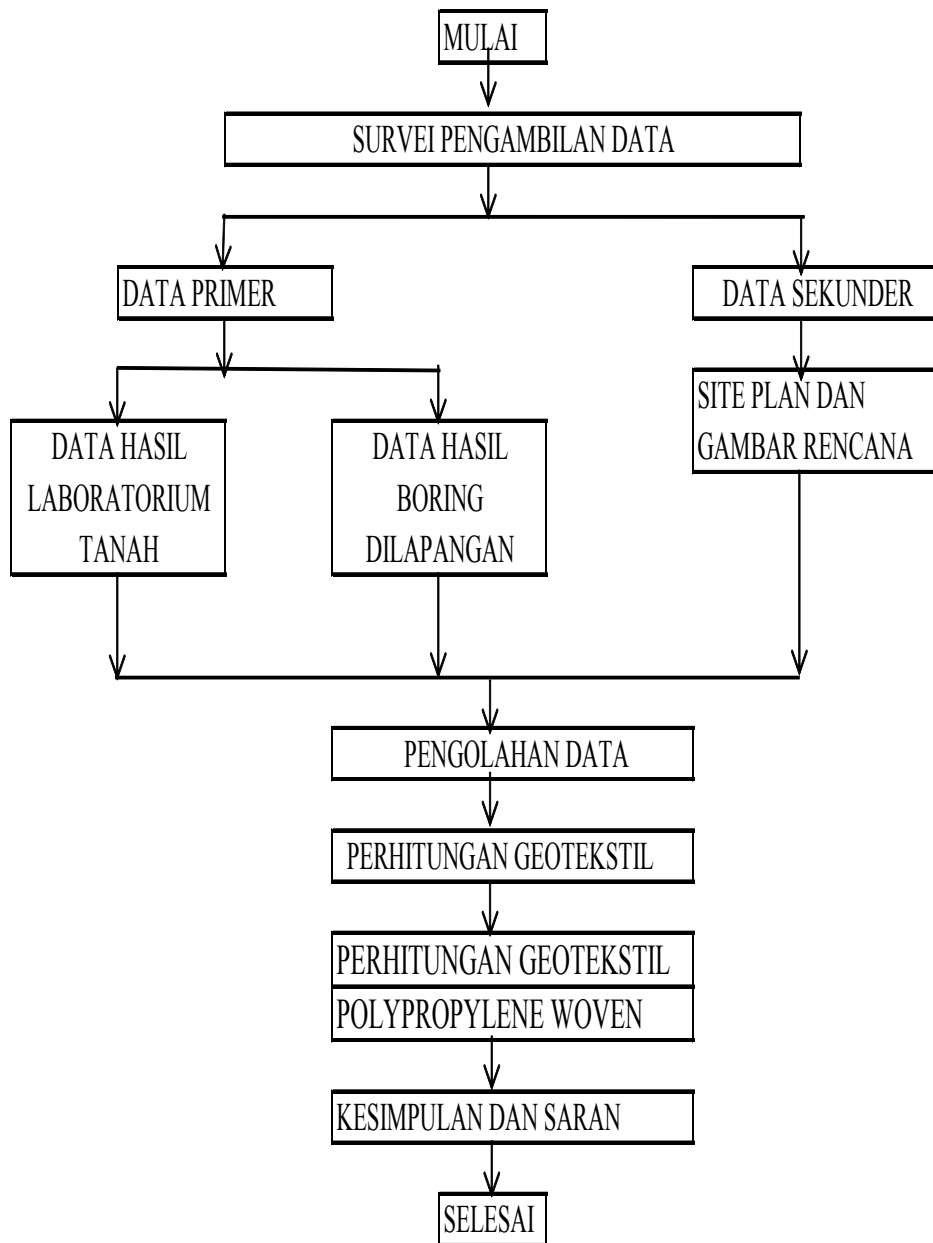 MULAI
SURVEI PENGAMBILAN DATA
DATA PRIMER
DATA SEKUNDER
DATA HASIL
LABORATORIUM
TANAH
DATA HASIL
BORING
DILAPANGAN
SITE PLAN DAN
GAMBAR RENCANA
PENGOLAHAN DATA
PERHITUNGAN GEOTEKSTIL
PERHITUNGAN GEOTEKSTIL
POLYPROPYLENE WOVEN
KESIMPULAN DAN SARAN
SELESAI